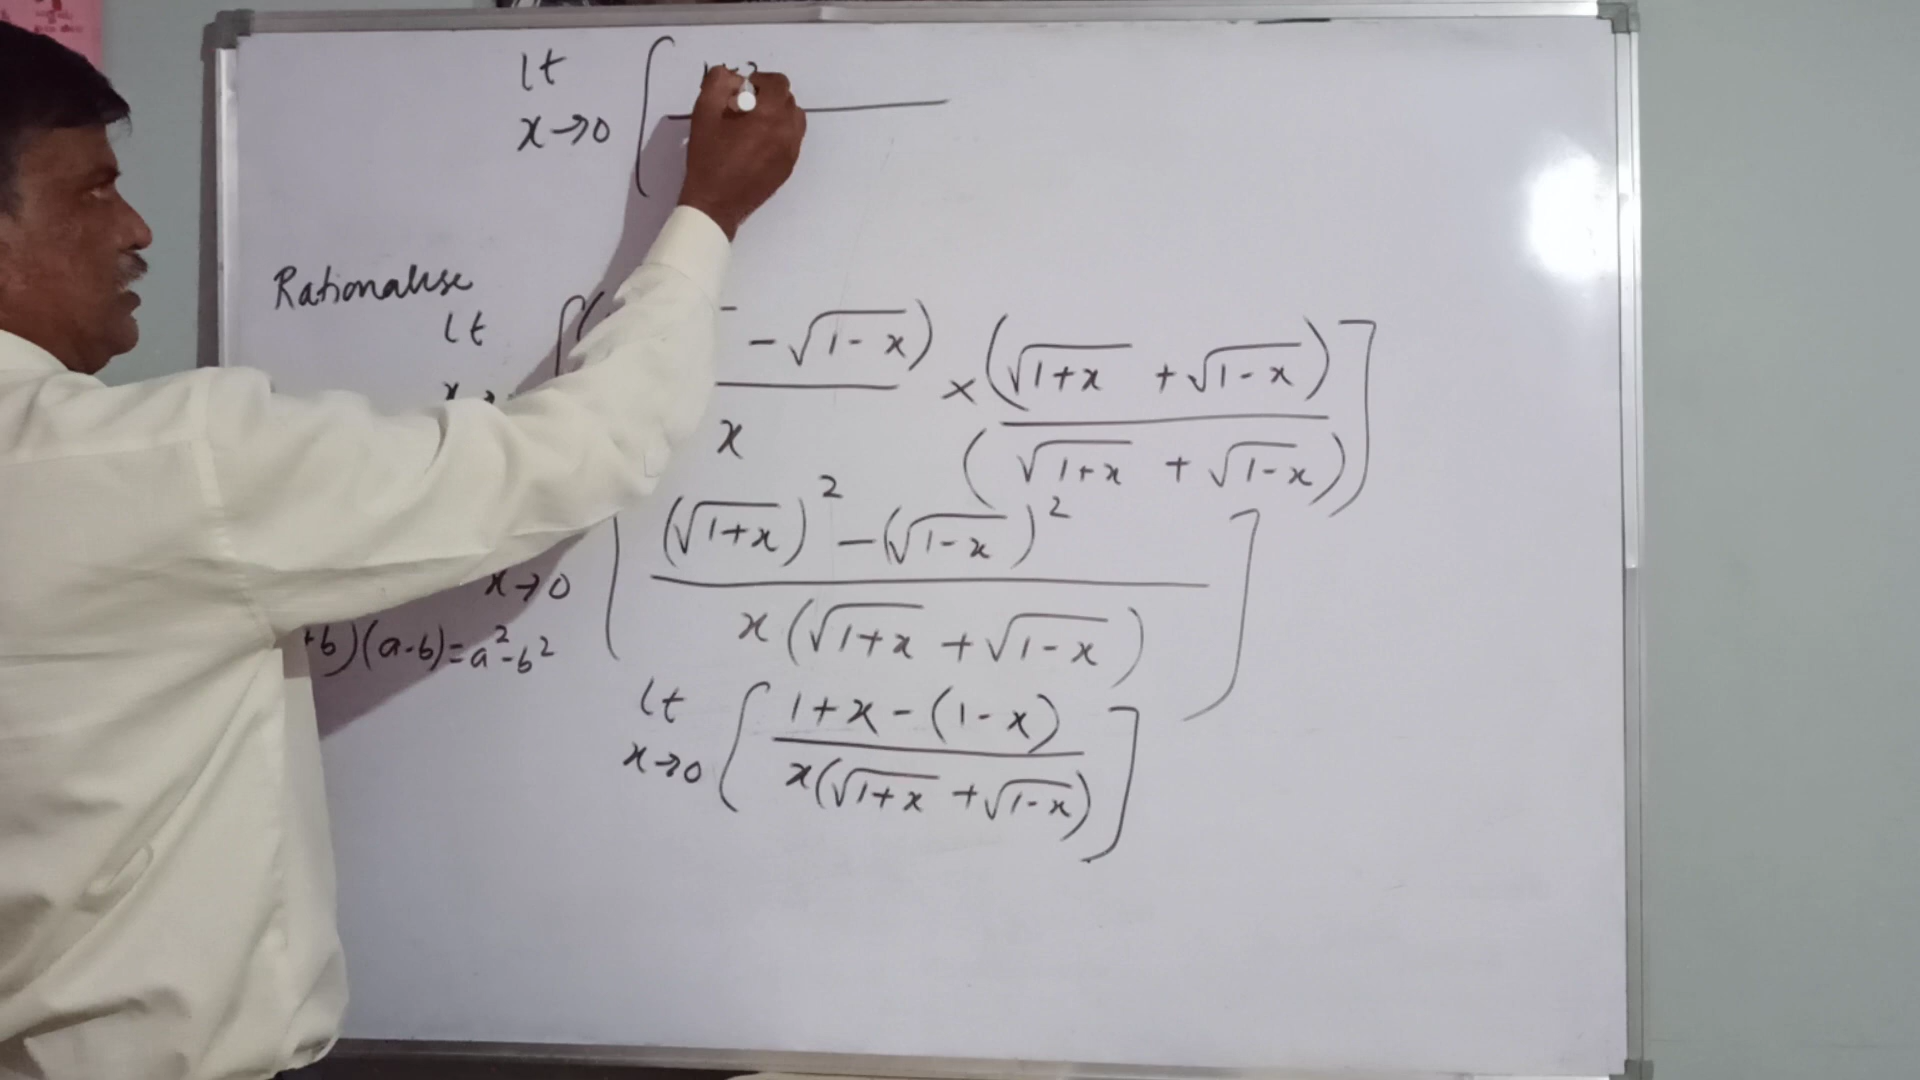 lt
x→0 [
Rationalise
lt
- √(1-x)) / x × (√(1+x) + √(1-x)) / (√(1+x) + √(1-x)) ]
x→0 [ (√(1+x))² - (√(1-x))² / x(√(1+x) + √(1-x)) ]
+b)(a-b)=a²-b²
lt
x→0 [ 1+x-(1-x) / x(√(1+x) + √(1-x)) ]